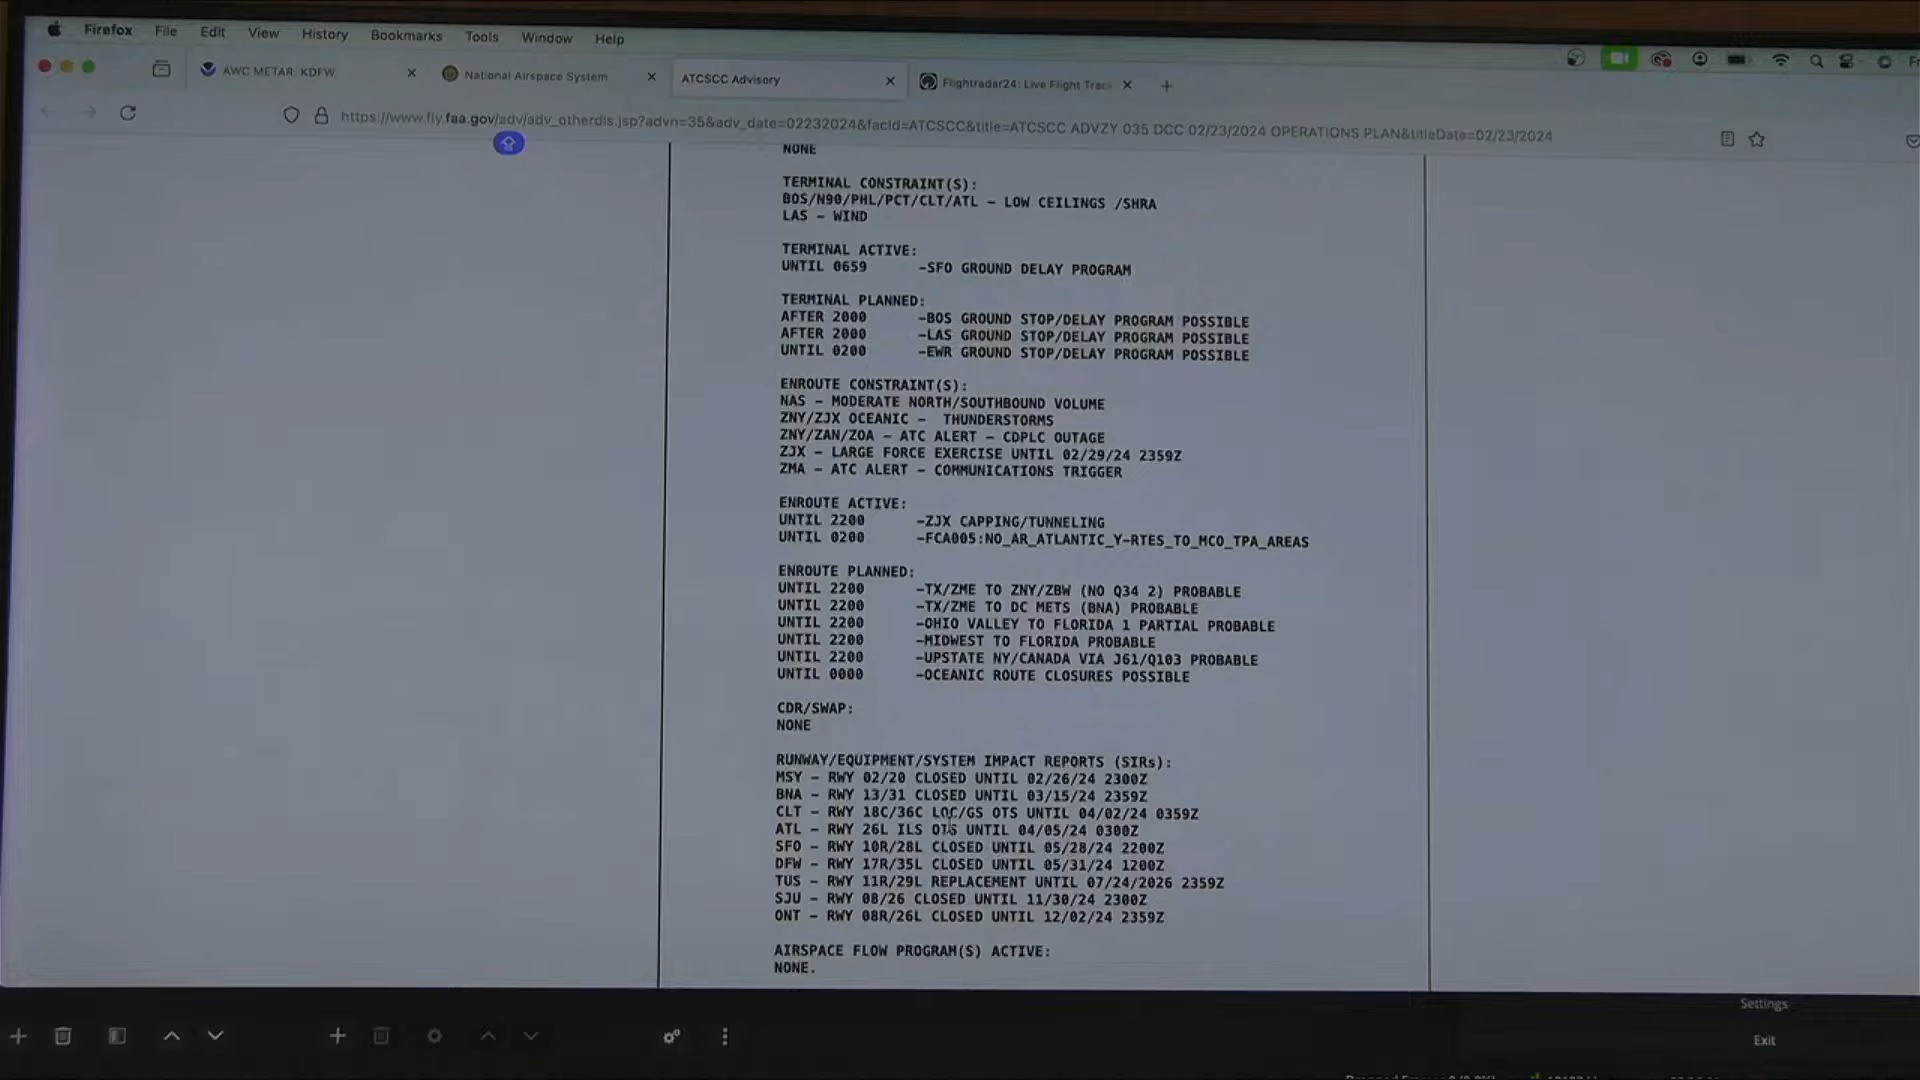 Firefox File Edit View History Bookmarks Tools Window Help
AWC METAR: KDFW
National Airspace System
ATCSCC Advisory
Flightradar24: Live Flight Trac
https://www.fly.faa.gov/adv/adv_otherdis.jsp?advn=35&adv_date=02232024&facId=ATCSCC&title=ATCSCC ADVZY 035 DCC 02/23/2024 OPERATIONS PLAN&titleDate=02/23/2024
NONE
TERMINAL CONSTRAINT(S):
BOS/N90/PHL/PCT/CLT/ATL - LOW CEILINGS /SHRA
LAS - WIND
TERMINAL ACTIVE:
UNTIL 0659 -SFO GROUND DELAY PROGRAM
TERMINAL PLANNED:
AFTER 2000 -BOS GROUND STOP/DELAY PROGRAM POSSIBLE
AFTER 2000 -LAS GROUND STOP/DELAY PROGRAM POSSIBLE
UNTIL 0200 -EWR GROUND STOP/DELAY PROGRAM POSSIBLE
ENROUTE CONSTRAINT(S):
NAS - MODERATE NORTH/SOUTHBOUND VOLUME
ZNY/ZJX OCEANIC - THUNDERSTORMS
ZNY/ZAN/ZOA - ATC ALERT - CDPLC OUTAGE
ZJX - LARGE FORCE EXERCISE UNTIL 02/29/24 2359Z
ZMA - ATC ALERT - COMMUNICATIONS TRIGGER
ENROUTE ACTIVE:
UNTIL 2200 -ZJX CAPPING/TUNNELING
UNTIL 0200 -FCA005:NO_AR_ATLANTIC_Y-RTES_TO_MCO_TPA_AREAS
ENROUTE PLANNED:
UNTIL 2200 -TX/ZME TO ZNY/ZBW (NO Q34 2) PROBABLE
UNTIL 2200 -TX/ZME TO DC METS (BNA) PROBABLE
UNTIL 2200 -OHIO VALLEY TO FLORIDA 1 PARTIAL PROBABLE
UNTIL 2200 -MIDWEST TO FLORIDA PROBABLE
UNTIL 2200 -UPSTATE NY/CANADA VIA J61/Q103 PROBABLE
UNTIL 0000 -OCEANIC ROUTE CLOSURES POSSIBLE
CDR/SWAP:
NONE
RUNWAY/EQUIPMENT/SYSTEM IMPACT REPORTS (SIRs):
MSY - RWY 02/20 CLOSED UNTIL 02/26/24 2300Z
BNA - RWY 13/31 CLOSED UNTIL 03/15/24 2359Z
CLT - RWY 18C/36C LOC/GS OTS UNTIL 04/02/24 0359Z
ATL - RWY 26L ILS OTS UNTIL 04/05/24 0300Z
SFO - RWY 10R/28L CLOSED UNTIL 05/28/24 2200Z
DFW - RWY 17R/35L CLOSED UNTIL 05/31/24 1200Z
TUS - RWY 11R/29L REPLACEMENT UNTIL 07/24/2026 2359Z
SJU - RWY 08/26 CLOSED UNTIL 11/30/24 2300Z
ONT - RWY 08R/26L CLOSED UNTIL 12/02/24 2359Z
AIRSPACE FLOW PROGRAM(S) ACTIVE:
NONE.
Settings
Exit